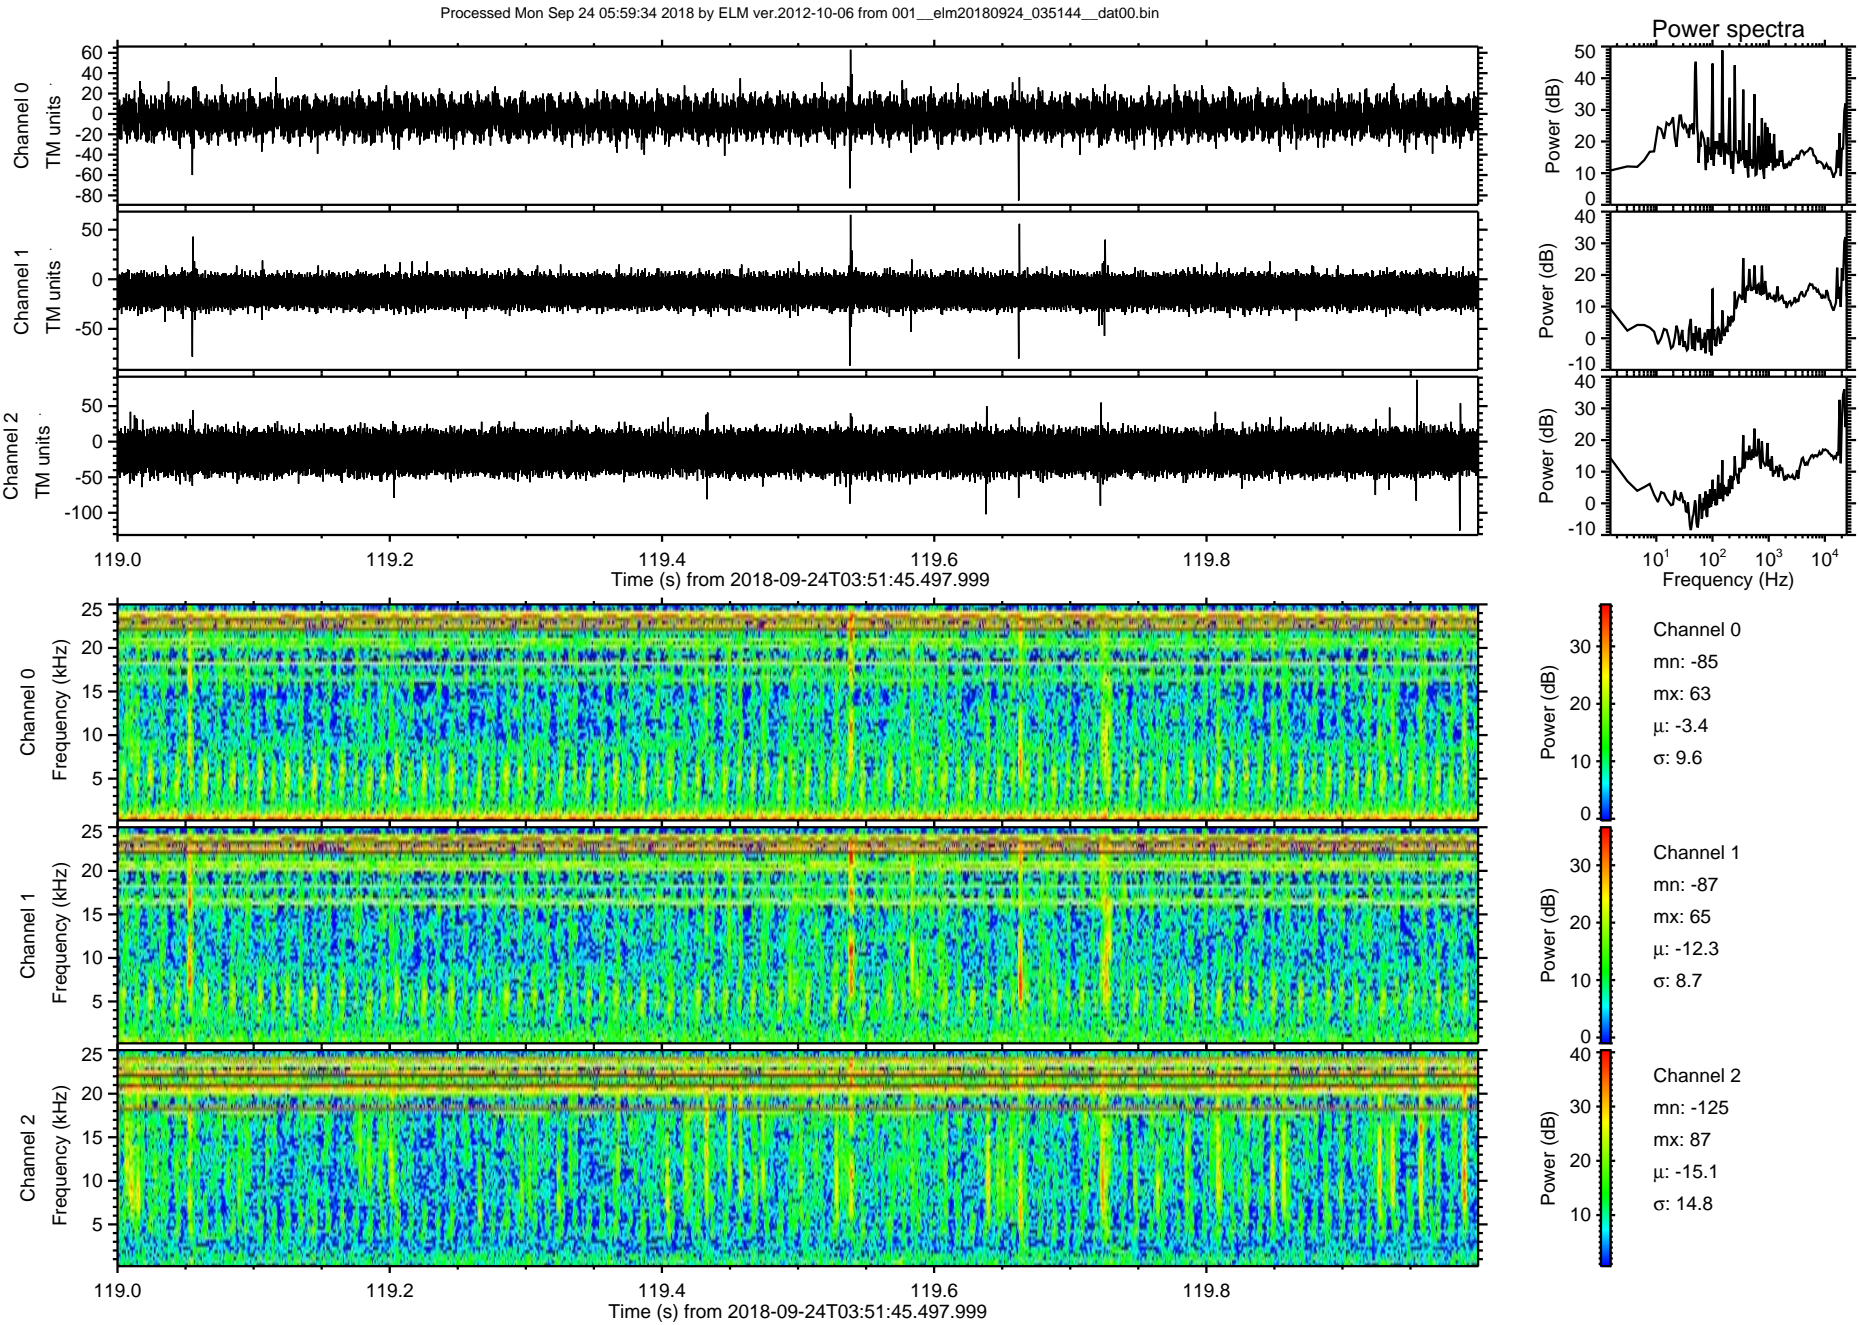 Processed Mon Sep 24 05:59:34 2018 by ELM ver.2012-10-06 from 001__elm20180924_035144__dat00.bin
Power spectra
Channel 0
TM units
60
40
20
0
-20
-40
-60
-80
Power (dB)
50
40
30
20
10
0
Channel 1
TM units
50
0
-50
Power (dB)
40
30
20
10
0
-10
Channel 2
TM units
50
0
-50
-100
Power (dB)
40
30
20
10
0
-10
119.0 119.2 119.4 119.6 119.8
Time (s) from 2018-09-24T03:51:45.497.999
10¹ 10² 10³ 10⁴
Frequency (Hz)
Channel 0
Frequency (kHz)
25
20
15
10
5
Power (dB)
30
20
10
0
Channel 0
mn: -85
mx: 63
μ: -3.4
σ: 9.6
Channel 1
Frequency (kHz)
25
20
15
10
5
Power (dB)
30
20
10
0
Channel 1
mn: -87
mx: 65
μ: -12.3
σ: 8.7
Channel 2
Frequency (kHz)
25
20
15
10
5
Power (dB)
40
30
20
10
Channel 2
mn: -125
mx: 87
μ: -15.1
σ: 14.8
119.0 119.2 119.4 119.6 119.8
Time (s) from 2018-09-24T03:51:45.497.999